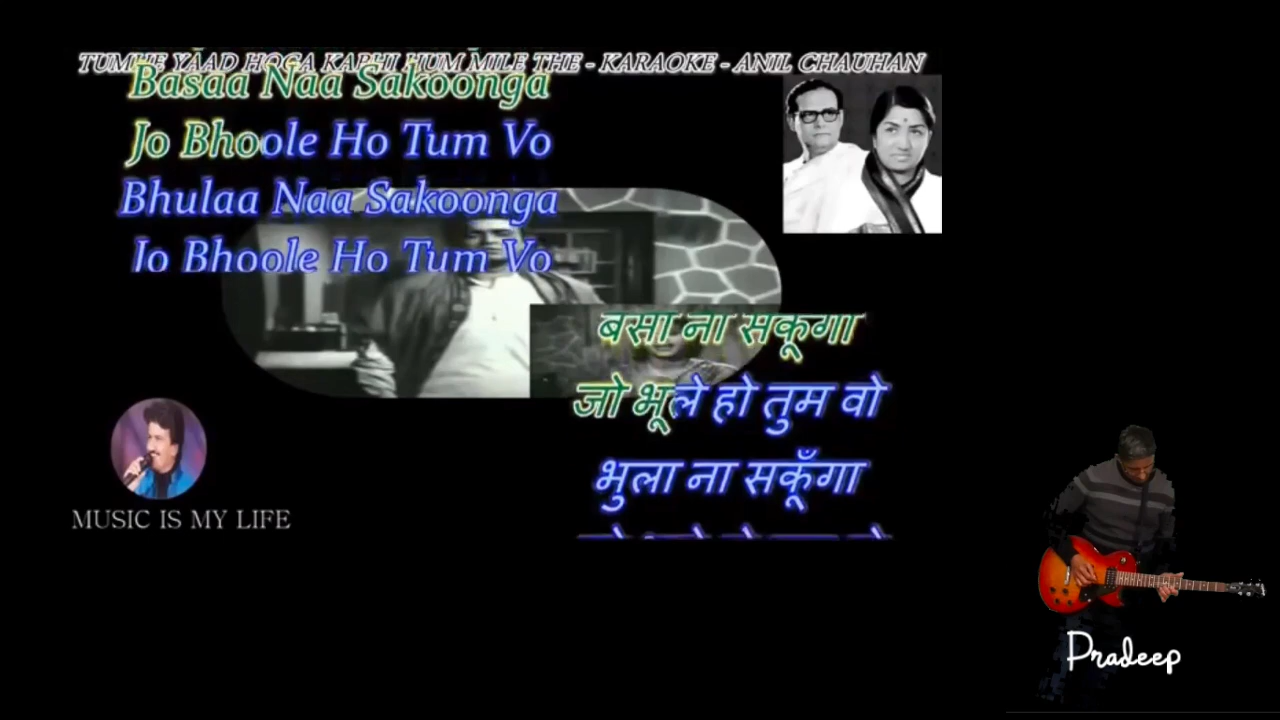 TUMHE YAAD HOGA KABHI HUM MILE THE - KARAOKE - ANIL CHAUHAN
Basaa Naa Sakoonga
Jo Bhoole Ho Tum Vo
Bhulaa Naa Sakoonga
Jo Bhoole Ho Tum Vo
बसा ना सकूगा
जो भूले हो तुम वो
भुला ना सकूँगा
MUSIC IS MY LIFE
Pradeep